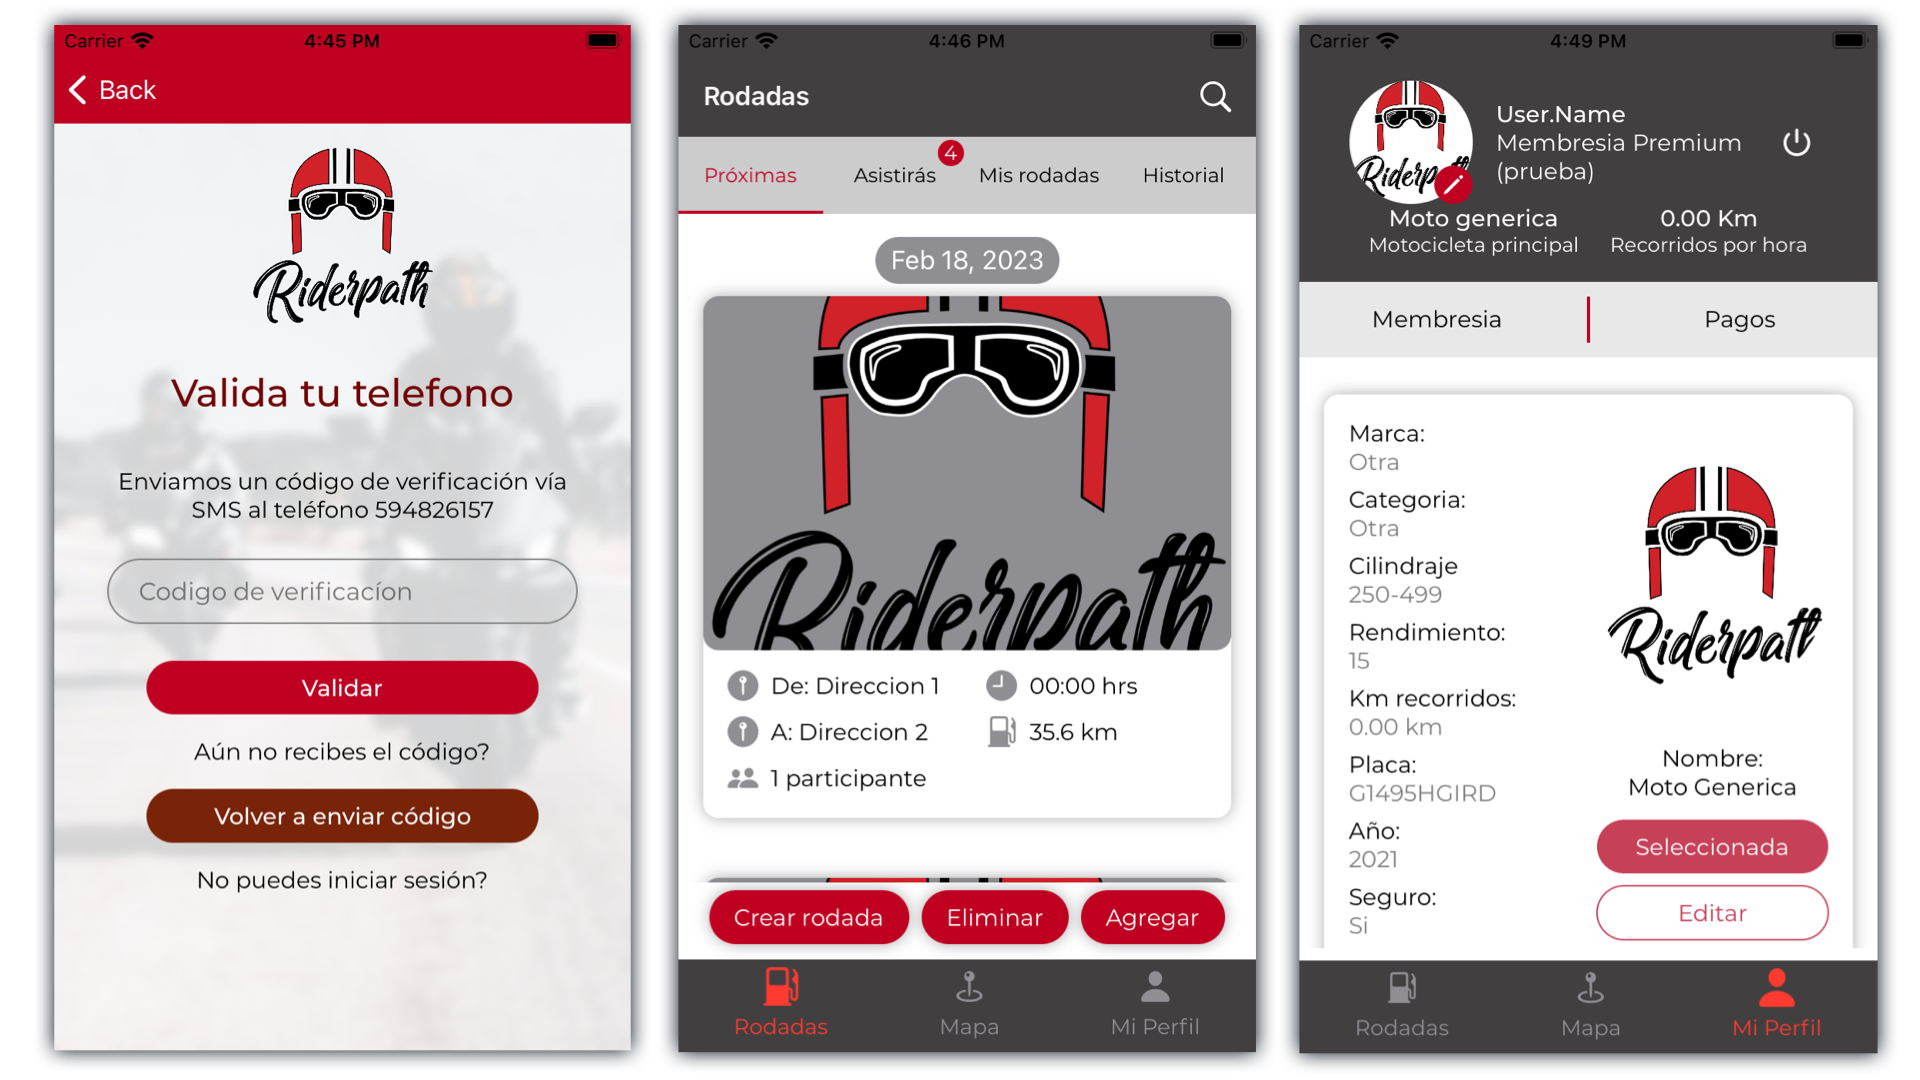 Carrier 4:45 PM
Back
Riderpath
Valida tu telefono
Enviamos un código de verificación vía
SMS al teléfono 594826157
Codigo de verificacíon
Validar
Aún no recibes el código?
Volver a enviar código
No puedes iniciar sesión?
Carrier 4:46 PM
Rodadas
Próximas Asistirás 4 Mis rodadas Historial
Feb 18, 2023
Riderpath
De: Direccion 1 00:00 hrs
A: Direccion 2 35.6 km
1 participante
Crear rodada Eliminar Agregar
Rodadas Mapa Mi Perfil
Carrier 4:49 PM
Riderpath
User.Name
Membresia Premium
(prueba)
Moto generica 0.00 Km
Motocicleta principal Recorridos por hora
Membresia Pagos
Marca:
Otra
Categoria:
Otra
Cilindraje
250-499
Rendimiento:
15
Km recorridos:
0.00 km
Placa:
G1495HGIRD
Año:
2021
Seguro:
Si
Riderpath
Nombre:
Moto Generica
Seleccionada
Editar
Rodadas Mapa Mi Perfil